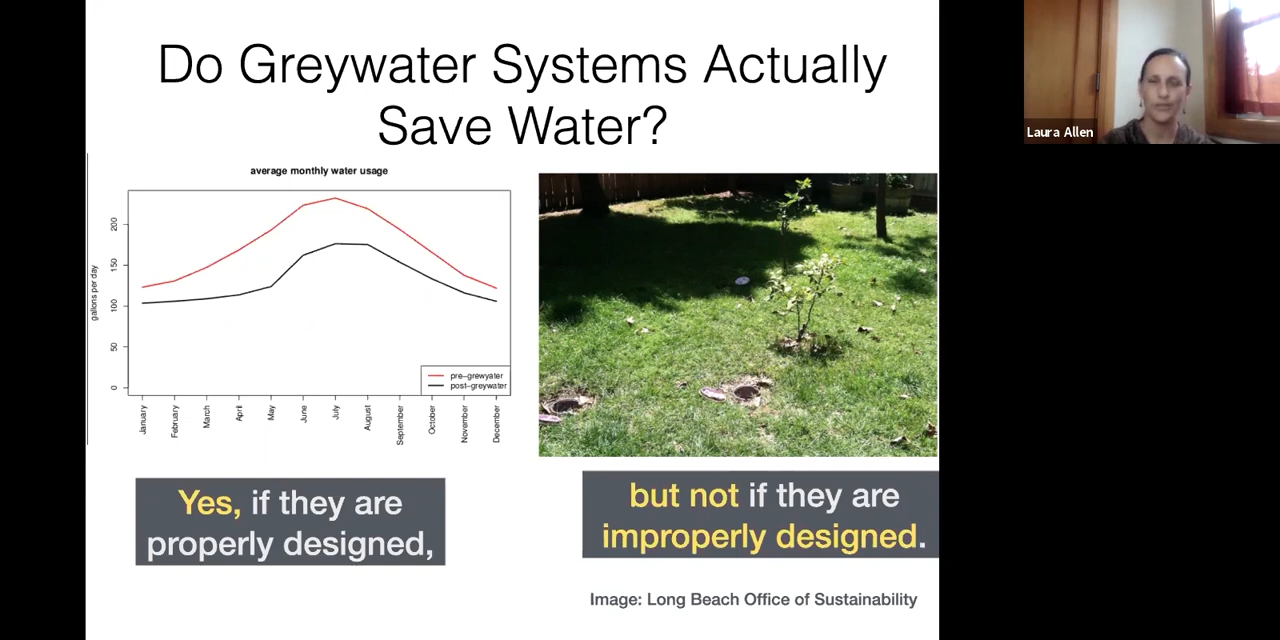 Do Greywater Systems Actually
Save Water?
Laura Allen
average monthly water usage
gallons per day
200
150
100
50
0
pre-grewyater
post-greywater
January
February
March
April
May
June
July
August
September
October
November
December
Yes, if they are
properly designed,
but not if they are
improperly designed.
Image: Long Beach Office of Sustainability